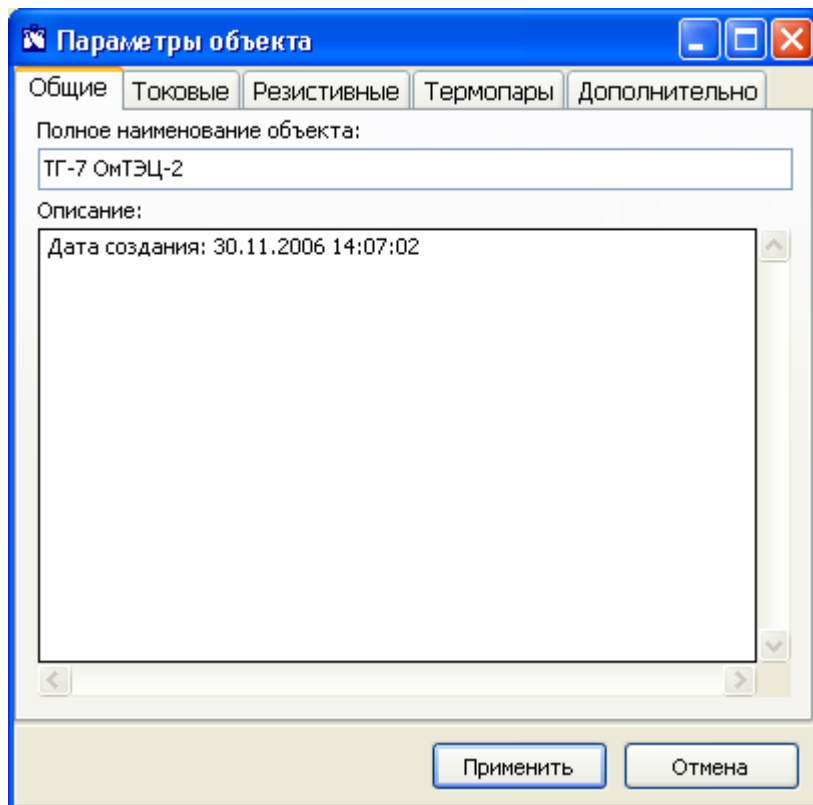 Параметры объекта
Общие Токовые Резистивные Термопары Дополнительно
Полное наименование объекта:
ТГ-7 ОмТЭЦ-2
Описание:
Дата создания: 30.11.2006 14:07:02
Применить Отмена